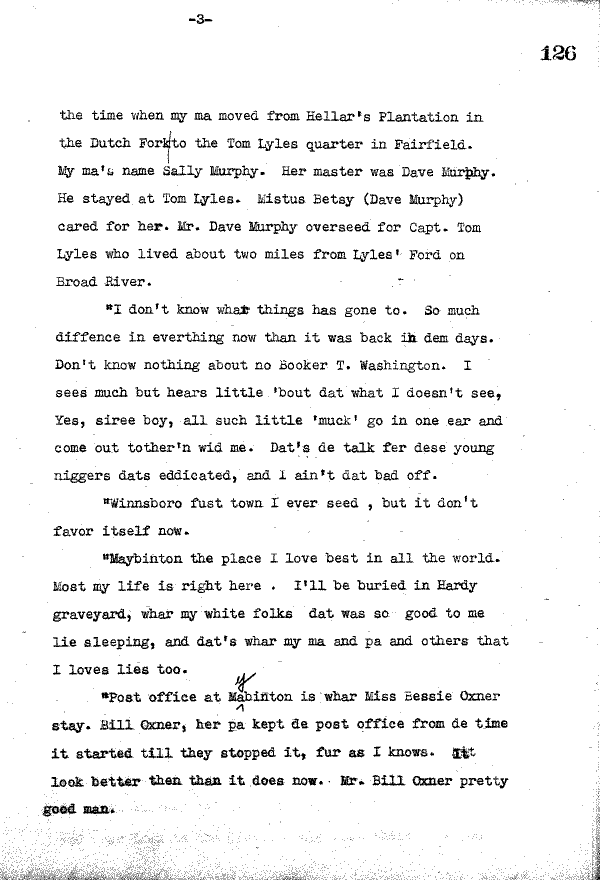 -3-
126
the time when my ma moved from Hellar's Plantation in
the Dutch Fork to the Tom Lyles quarter in Fairfield.
My ma's name Sally Murphy. Her master was Dave Murphy.
He stayed at Tom Lyles. Mistus Betsy (Dave Murphy)
cared for her. Mr. Dave Murphy overseed for Capt. Tom
Lyles who lived about two miles from Lyles' Ford on
Broad River.
"I don't know what things has gone to. So much
diffence in everthing now than it was back in dem days.
Don't know nothing about no Booker T. Washington. I
sees much but hears little 'bout dat what I doesn't see,
Yes, siree boy, all such little 'muck' go in one ear and
come out tother'n wid me. Dat's de talk fer dese young
niggers dats eddicated, and I ain't dat bad off.
"Winnsboro fust town I ever seed , but it don't
favor itself now.
"Maybinton the place I love best in all the world.
Most my life is right here . I'll be buried in Hardy
graveyard, whar my white folks dat was so good to me
lie sleeping, and dat's whar my ma and pa and others that
I loves lies too.
"Post office at Maybinton is whar Miss Bessie Oxner
stay. Bill Oxner, her pa kept de post office from de time
it started till they stopped it, fur as I knows. It
look better then than it does now. Mr. Bill Oxner pretty
good man.